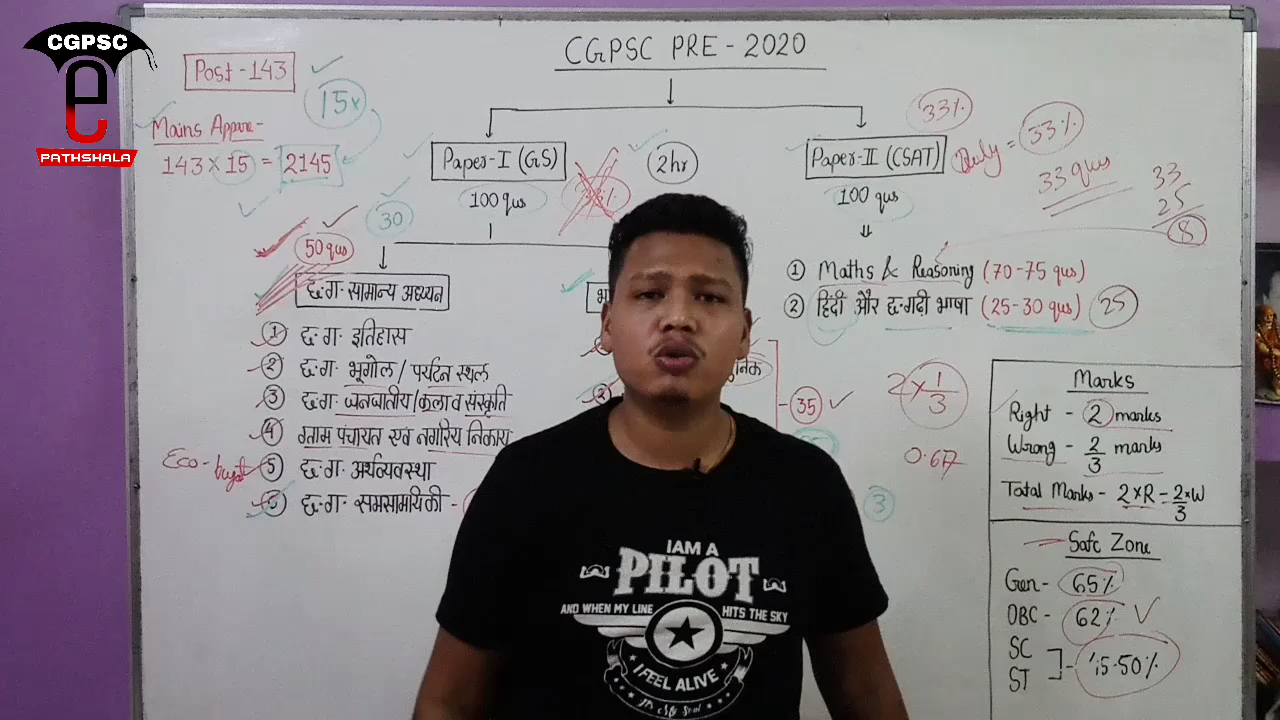 CGPSC
e
PATHSHALA
CGPSC PRE - 2020
Post - 143
15x
Mains Appear-
143 × 15 = 2145
Paper-I (GS)
2hr
100 qus
30
33%
Paper-II (CSAT)
Only = 33%
33 qus
33
25
8
100 qus
① Maths & Reasoning (70-75 qus)
② हिंदी और छ.गढ़ी भाषा (25-30 qus) 25
50 qus
छ.ग. सामान्य अध्ययन
① छ.ग. इतिहास
② छ.ग. भूगोल / पर्यटन स्थल
③ छ.ग. जनजातीय/कला व संस्कृति
④ ग्राम पंचायत एवं नगरीय निकाय
Eco-
⑤ छ.ग. अर्थव्यवस्था
⑥ छ.ग. समसामायिकी -
35
3
2 × 1/3
0.67
Marks
Right - 2 marks
Wrong - 2/3 marks
Total Marks - 2×R - 2/3×W
Safe Zone
Gen - 65%
OBC - 62%
SC
ST
45-50%
I AM A
PILOT
AND WHEN MY LINE HITS THE SKY
I FEEL ALIVE